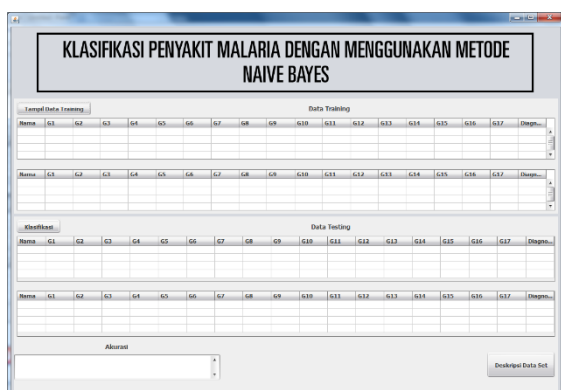 KLASIFIKASI PENYAKIT MALARIA DENGAN MENGGUNAKAN METODE
NAIVE BAYES
Tampil Data Training
Data Training
Nama G1 G2 G3 G4 G5 G6 G7 G8 G9 G10 G11 G12 G13 G14 G15 G16 G17 Diagn...
Nama G1 G2 G3 G4 G5 G6 G7 G8 G9 G10 G11 G12 G13 G14 G15 G16 G17 Diagn...
Klasifikasi
Data Testing
Nama G1 G2 G3 G4 G5 G6 G7 G8 G9 G10 G11 G12 G13 G14 G15 G16 G17 Diagno...
Nama G1 G2 G3 G4 G5 G6 G7 G8 G9 G10 G11 G12 G13 G14 G15 G16 G17 Diagno...
Akurasi
Deskripsi Data Set